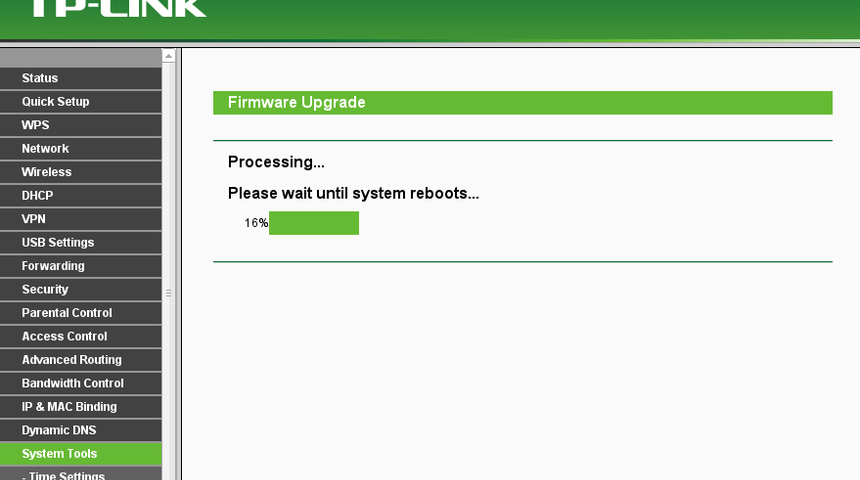 TP-LINK
Status
Quick Setup
WPS
Network
Wireless
DHCP
VPN
USB Settings
Forwarding
Security
Parental Control
Access Control
Advanced Routing
Bandwidth Control
IP & MAC Binding
Dynamic DNS
System Tools
- Time Settings
Firmware Upgrade
Processing...
Please wait until system reboots...
16%